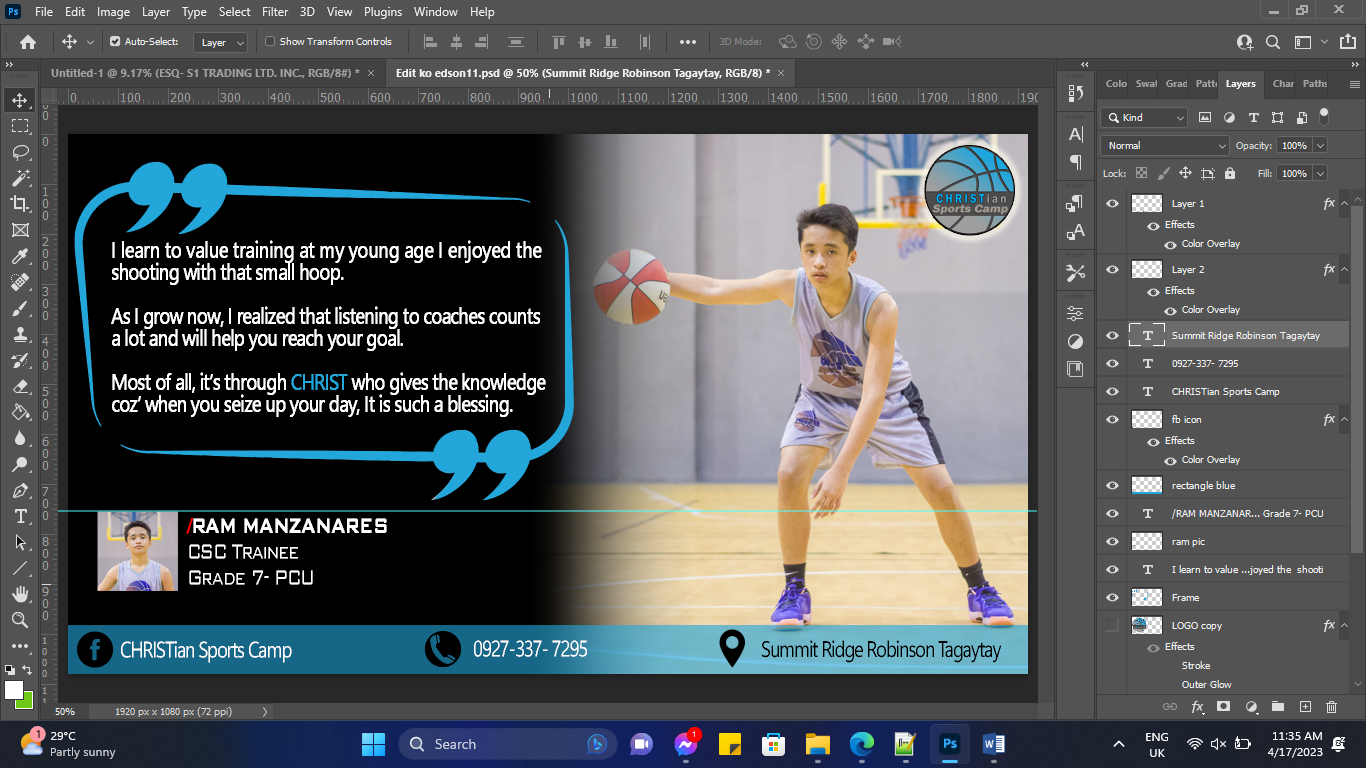 Ps File Edit Image Layer Type Select Filter 3D View Plugins Window Help
Auto-Select: Layer Show Transform Controls 3D Mode:
Untitled-1 @ 9.17% (ESQ- S1 TRADING LTD. INC., RGB/8#) * × Edit ko edson11.psd @ 50% (Summit Ridge Robinson Tagaytay, RGB/8) * ×
0 100 200 300 400 500 600 700 800 900 1000 1100 1200 1300 1400 1500 1600 1700 1800 190
I learn to value training at my young age I enjoyed the
shooting with that small hoop.
As I grow now, I realized that listening to coaches counts
a lot and will help you reach your goal.
Most of all, it's through CHRIST who gives the knowledge
coz' when you seize up your day, It is such a blessing.
CHRISTian
Sports Camp
/RAM MANZANARES
CSC Trainee
Grade 7- PCU
CHRISTian Sports Camp
0927-337- 7295
Summit Ridge Robinson Tagaytay
50% 1920 px x 1080 px (72 ppi)
Colo Swat Grad Patte Layers Char Paths
Kind
Normal Opacity: 100%
Lock: Fill: 100%
Layer 1 fx
Effects
Color Overlay
Layer 2 fx
Effects
Color Overlay
T Summit Ridge Robinson Tagaytay
T 0927-337- 7295
T CHRISTian Sports Camp
fb icon fx
Effects
Color Overlay
rectangle blue
T /RAM MANZANAR... Grade 7- PCU
ram pic
T I learn to value ...joyed the shooti
Frame
LOGO copy fx
Effects
Stroke
Outer Glow
1
29°C
Partly sunny
Search
1
Ps
W
ENG
UK
11:35 AM
4/17/2023